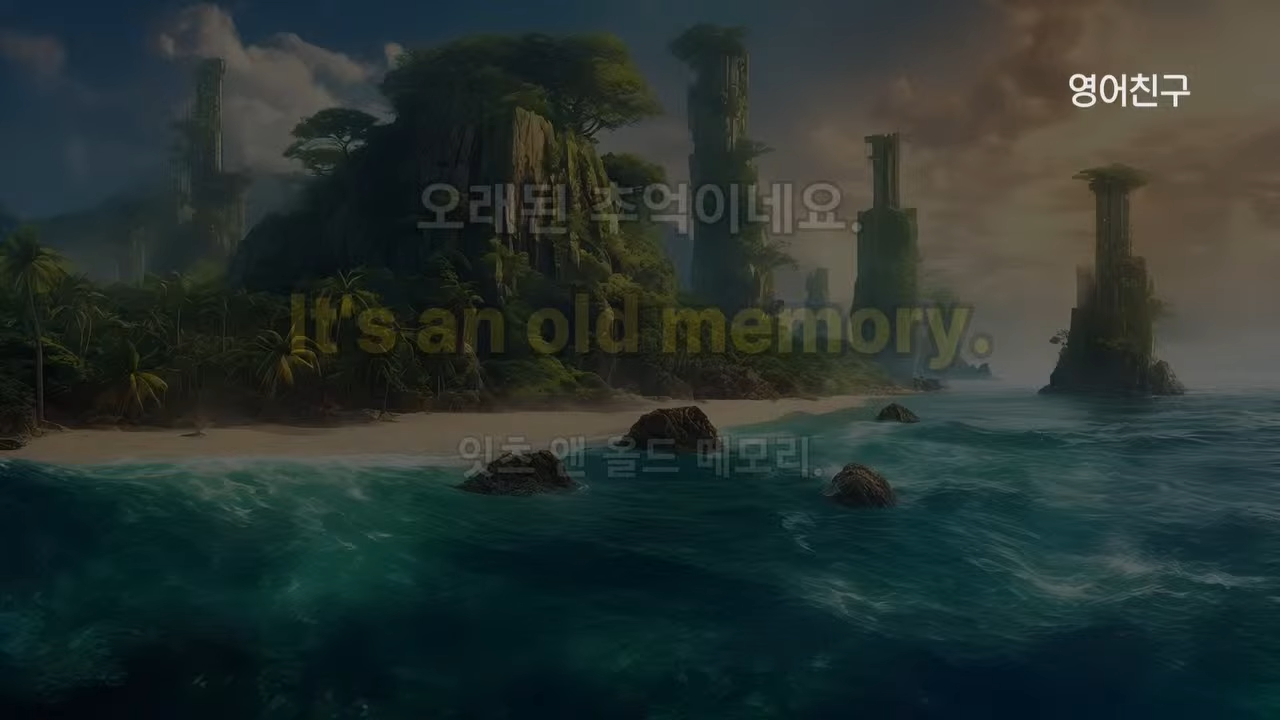 영어친구
오래된 추억이네요.
It's an old memory.
잇츠 앤 올드 메모리.